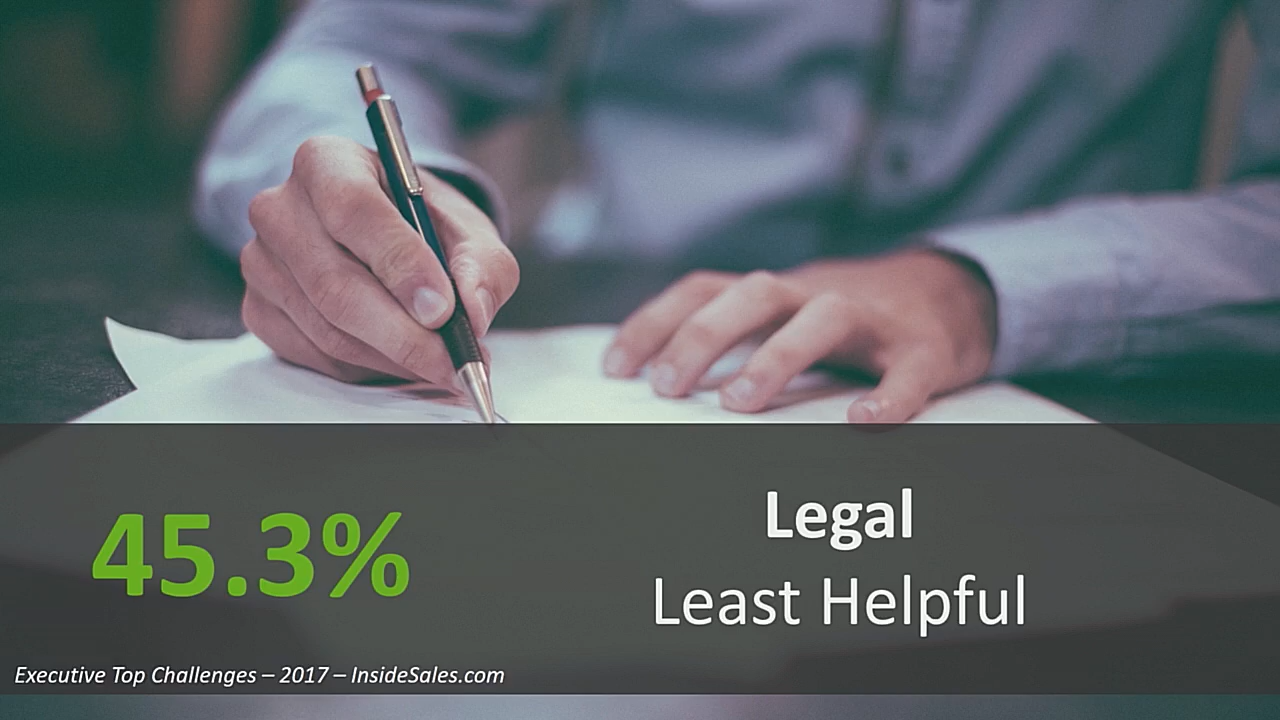 45.3%
Legal
Least Helpful
Executive Top Challenges – 2017 – InsideSales.com